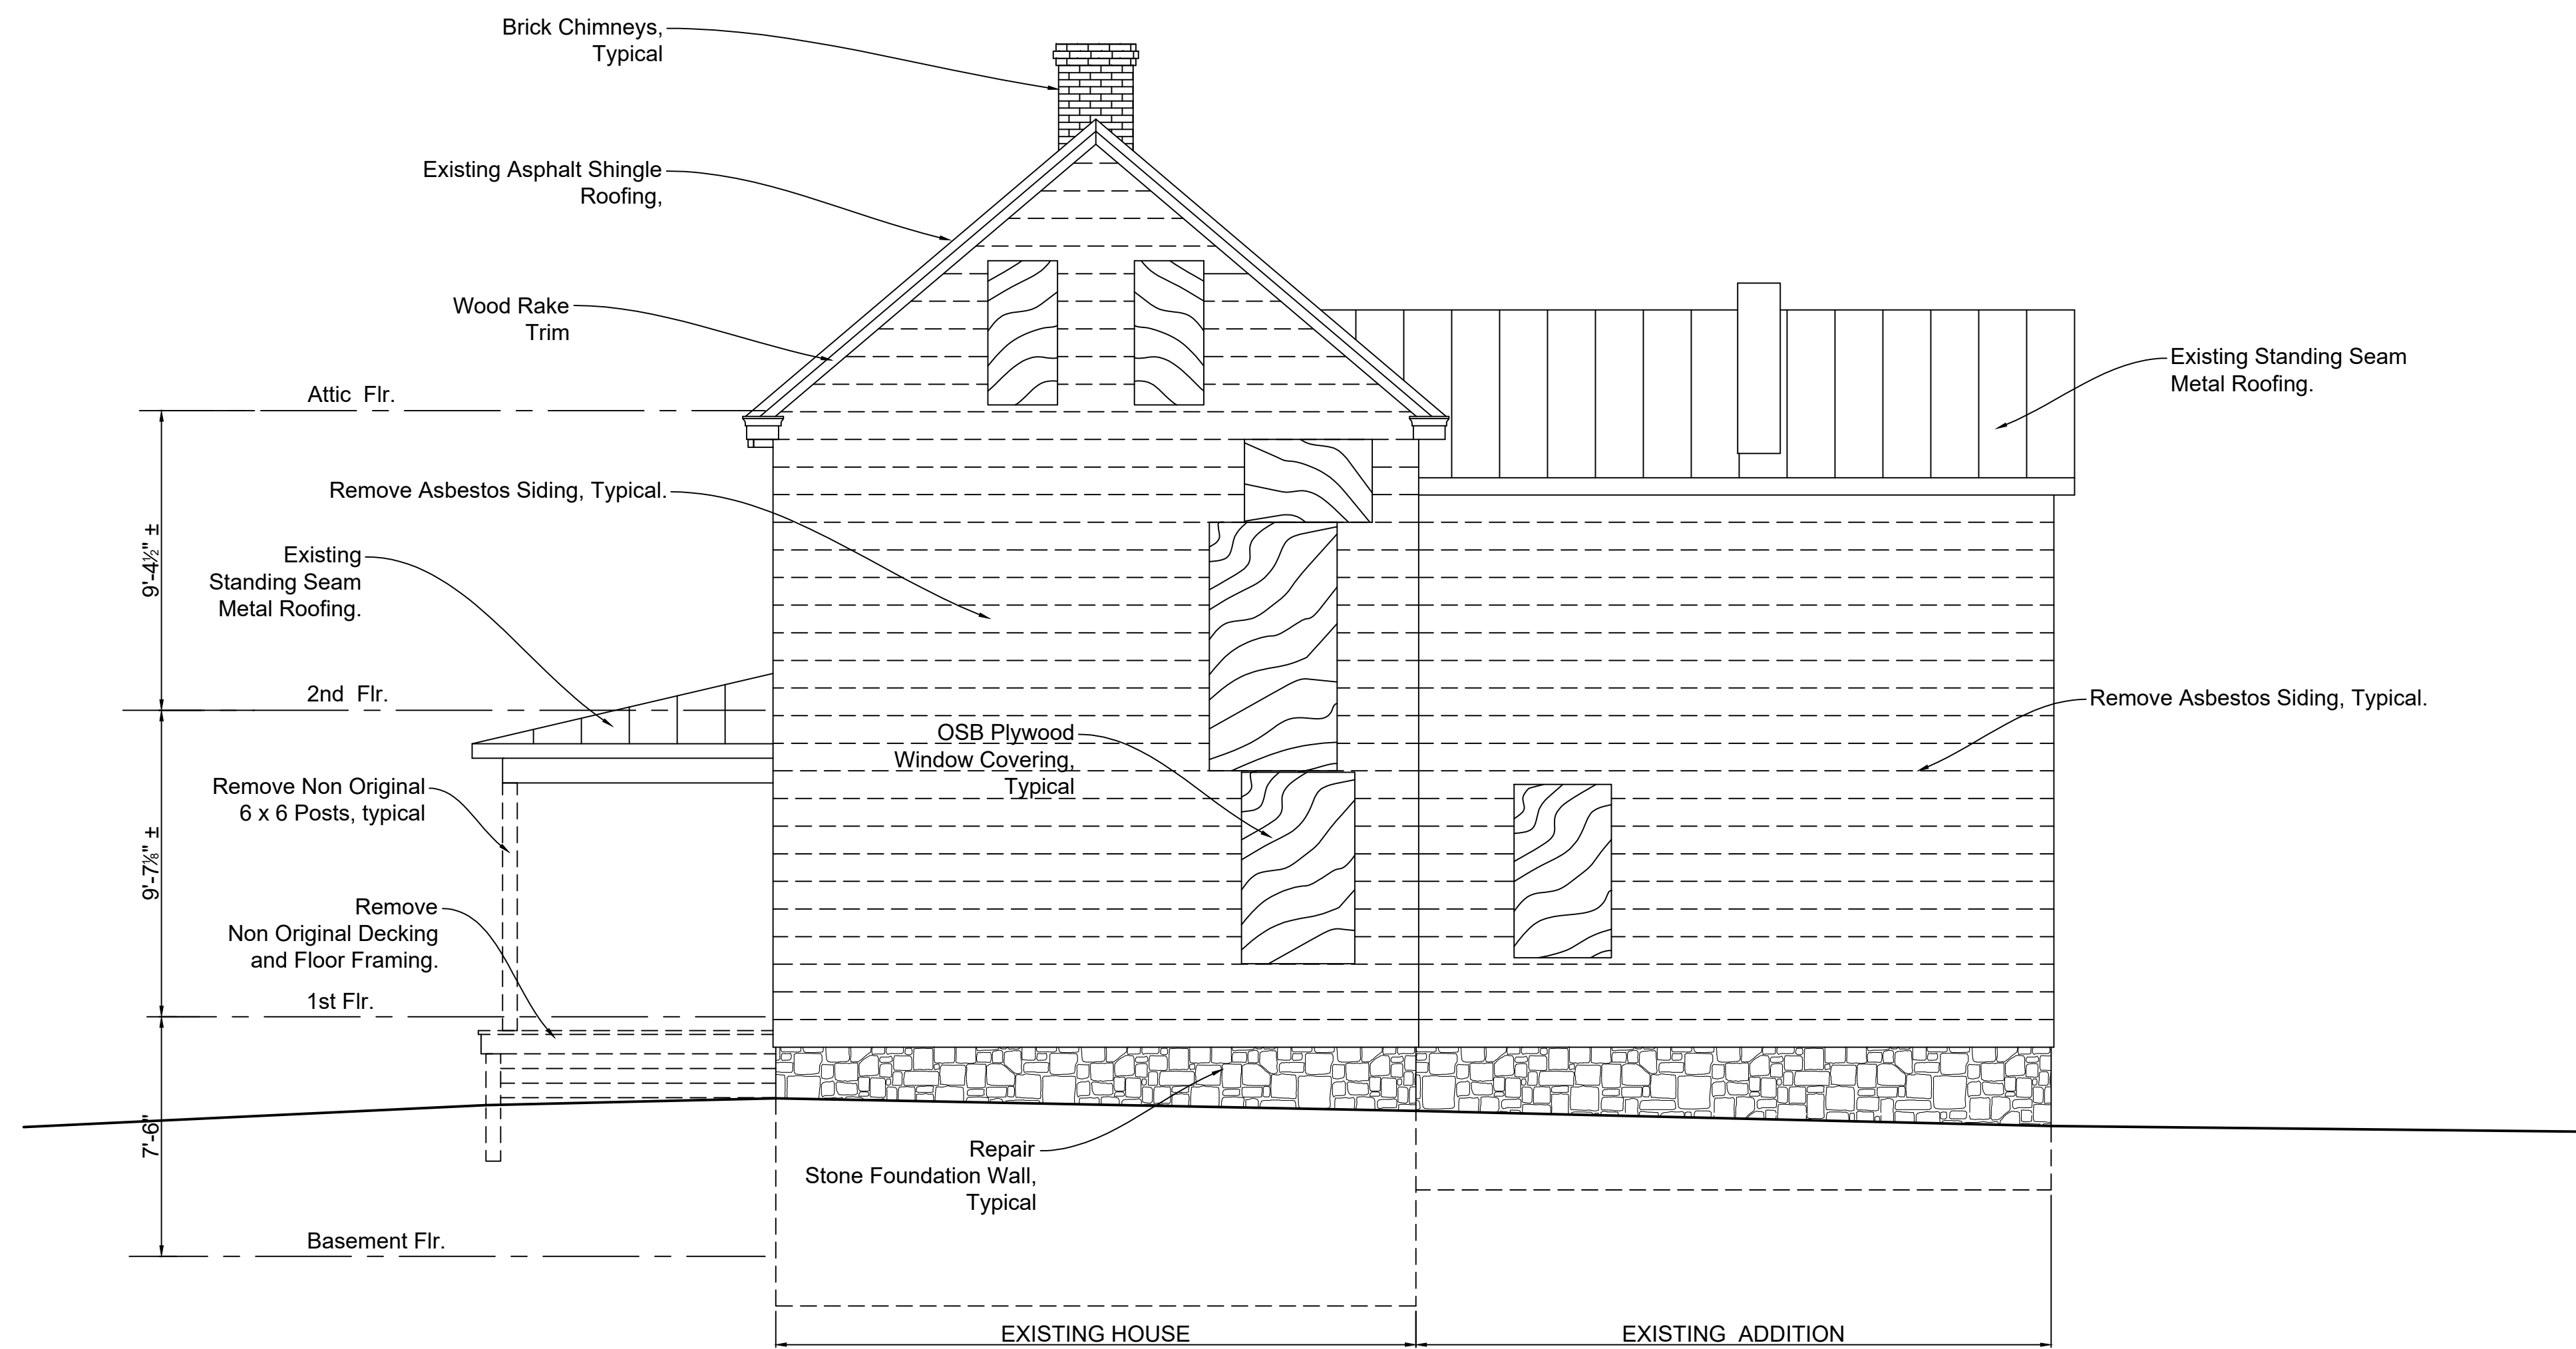 Brick Chimneys,
Typical
Existing Asphalt Shingle
Roofing,
Wood Rake
Trim
Existing Standing Seam
Metal Roofing.
Attic Flr.
Remove Asbestos Siding, Typical.
9'-4½" ±
Existing
Standing Seam
Metal Roofing.
2nd Flr.
Remove Asbestos Siding, Typical.
OSB Plywood
Window Covering,
Typical
Remove Non Original
6 x 6 Posts, typical
9'-7⅞" ±
Remove
Non Original Decking
and Floor Framing.
1st Flr.
7'-6"
Repair
Stone Foundation Wall,
Typical
Basement Flr.
EXISTING HOUSE
EXISTING ADDITION